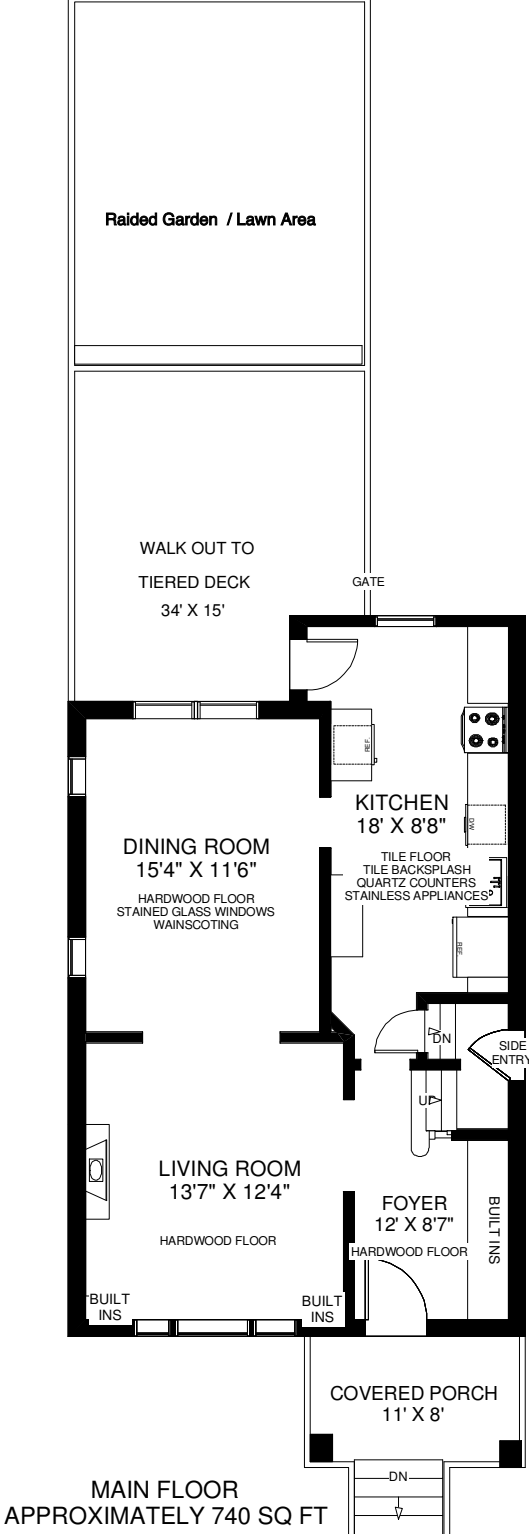 Raided Garden / Lawn Area
WALK OUT TO
TIERED DECK
34' X 15'
GATE
REF
KITCHEN
18' X 8'8"
D/W
TILE FLOOR
TILE BACKSPLASH
QUARTZ COUNTERS
STAINLESS APPLIANCES
REF
DINING ROOM
15'4" X 11'6"
HARDWOOD FLOOR
STAINED GLASS WINDOWS
WAINSCOTING
DN
SIDE
ENTRY
UP
LIVING ROOM
13'7" X 12'4"
HARDWOOD FLOOR
FOYER
12' X 8'7"
HARDWOOD FLOOR
BUILT INS
BUILT
INS
BUILT
INS
COVERED PORCH
11' X 8'
DN
MAIN FLOOR
APPROXIMATELY 740 SQ FT